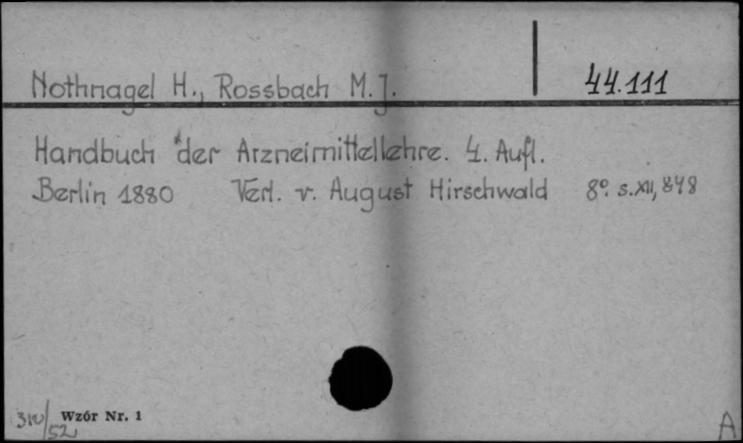 Nothnagel H., Rossbach M.J. 44.111
Handbuch der Arzneimittellehre. 4. Aufl.
Berlin 1880 Verl. v. August Hirschwald 8º. s. XII, 848
Wzór Nr. 1
A